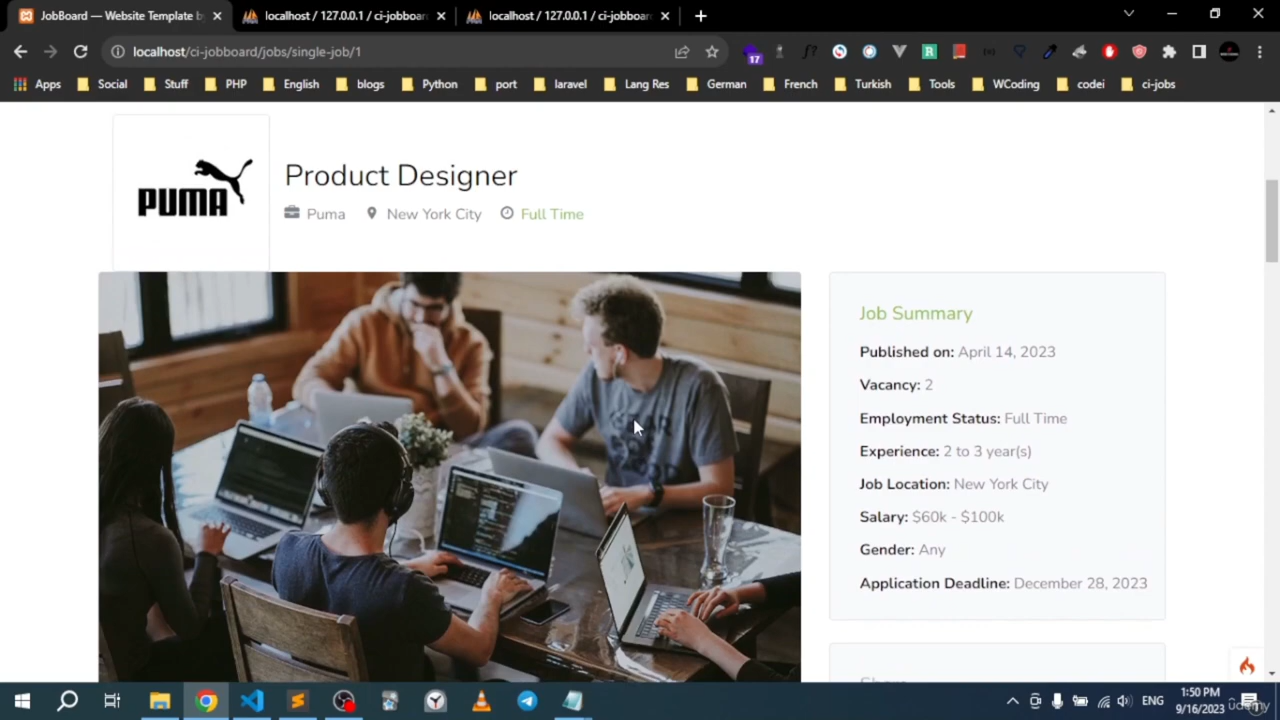 JobBoard — Website Template by
localhost / 127.0.0.1 / ci-jobboar
localhost / 127.0.0.1 / ci-jobboar
localhost/ci-jobboard/jobs/single-job/1
17
Apps Social Stuff PHP English blogs Python port laravel Lang Res German French Turkish Tools WCoding codei ci-jobs
PUMA
Product Designer
Puma New York City Full Time
Job Summary
Published on: April 14, 2023
Vacancy: 2
Employment Status: Full Time
Experience: 2 to 3 year(s)
Job Location: New York City
Salary: $60k - $100k
Gender: Any
Application Deadline: December 28, 2023
Share
ENG
1:50 PM
9/16/2023
udemy